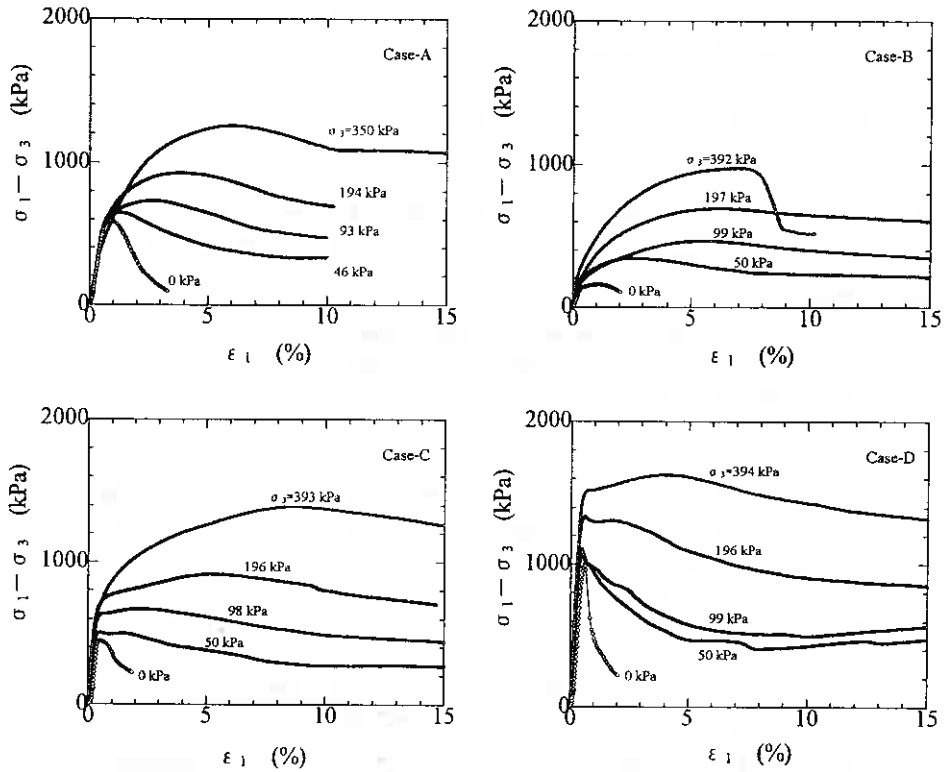 2000
Case-A
σ₁－σ₃ (kPa)
σ₃=350 kPa
1000
194 kPa
93 kPa
46 kPa
0 kPa
0
0 5 10 15
ε₁ (%)
2000
Case-B
σ₁－σ₃ (kPa)
σ₃=392 kPa
1000
197 kPa
99 kPa
50 kPa
0 kPa
0
0 5 10 15
ε₁ (%)
2000
Case-C
σ₁－σ₃ (kPa)
σ₃=393 kPa
1000
196 kPa
98 kPa
50 kPa
0 kPa
0
0 5 10 15
ε₁ (%)
2000
Case-D
σ₁－σ₃ (kPa)
σ₃=394 kPa
1000
196 kPa
99 kPa
50 kPa
0 kPa
0
0 5 10 15
ε₁ (%)